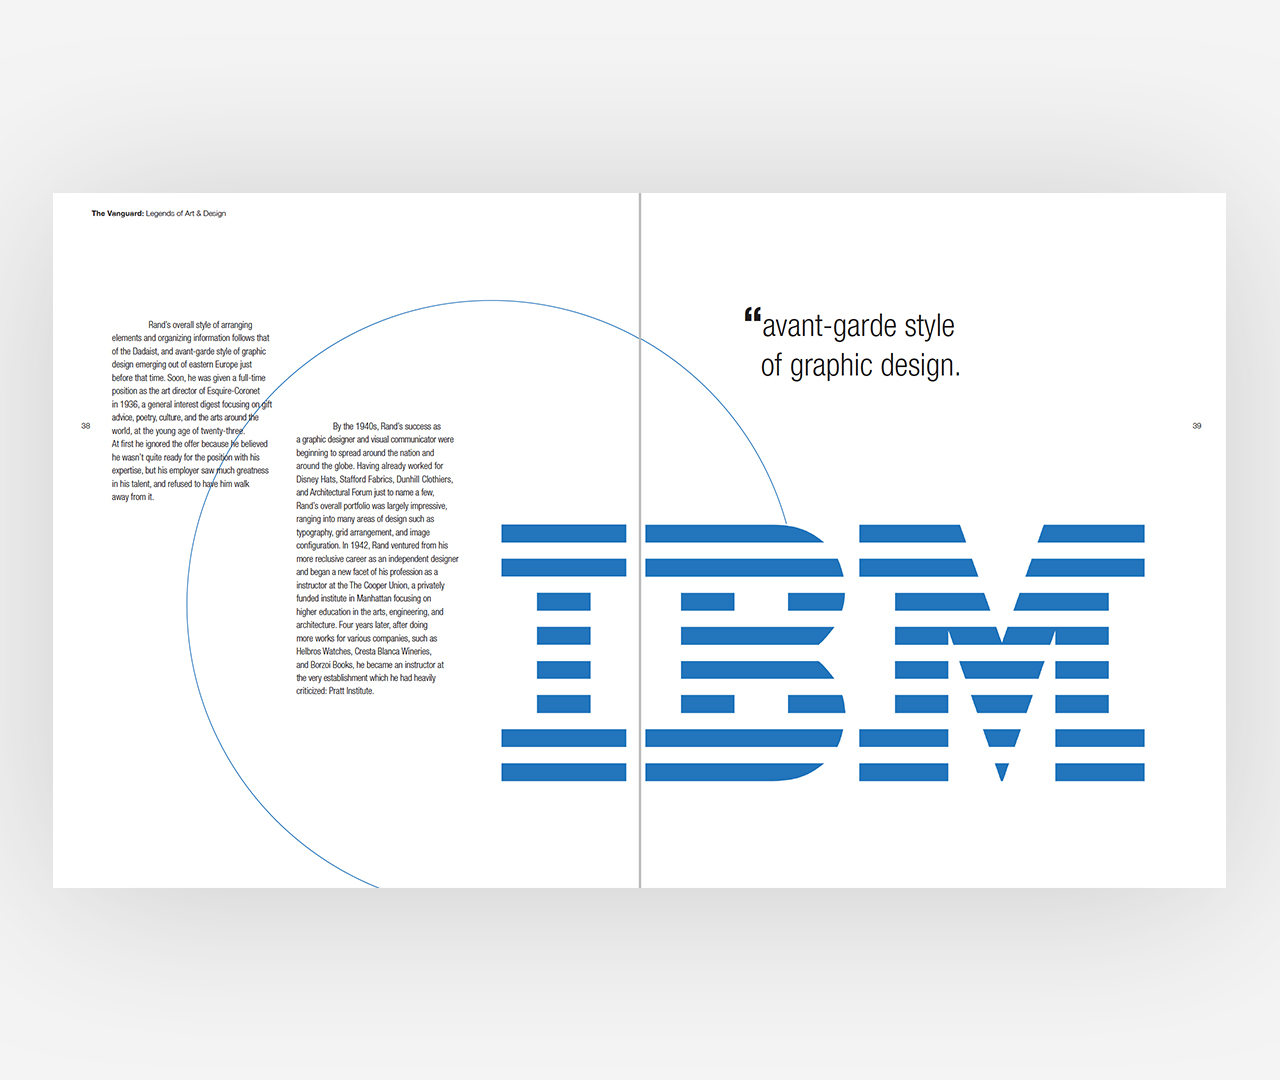 The Vanguard: Legends of Art & Design
38
Rand's overall style of arranging
elements and organizing information follows that
of the Dadaist, and avant-garde style of graphic
design emerging out of eastern Europe just
before that time. Soon, he was given a full-time
position as the art director of Esquire-Coronet
in 1936, a general interest digest focusing on gift
advice, poetry, culture, and the arts around the
world, at the young age of twenty-three.
At first he ignored the offer because he believed
he wasn't quite ready for the position with his
expertise, but his employer saw much greatness
in his talent, and refused to have him walk
away from it.
By the 1940s, Rand's success as
a graphic designer and visual communicator were
beginning to spread around the nation and
around the globe. Having already worked for
Disney Hats, Stafford Fabrics, Dunhill Clothiers,
and Architectural Forum just to name a few,
Rand's overall portfolio was largely impressive,
ranging into many areas of design such as
typography, grid arrangement, and image
configuration. In 1942, Rand ventured from his
more reclusive career as an independent designer
and began a new facet of his profession as a
instructor at the The Cooper Union, a privately
funded institute in Manhattan focusing on
higher education in the arts, engineering, and
architecture. Four years later, after doing
more works for various companies, such as
Helbros Watches, Cresta Blanca Wineries,
and Borzoi Books, he became an instructor at
the very establishment which he had heavily
criticized: Pratt Institute.
“avant-garde style
of graphic design.
39
IBM